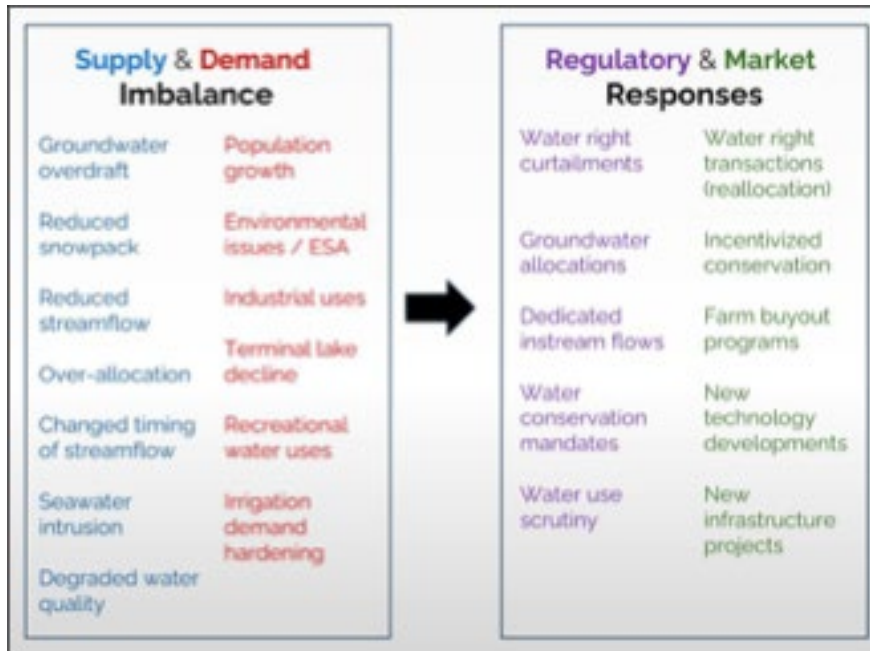 Supply & Demand
Imbalance
Groundwater
overdraft
Reduced
snowpack
Reduced
streamflow
Over-allocation
Changed timing
of streamflow
Seawater
intrusion
Degraded water
quality
Population
growth
Environmental
issues / ESA
Industrial uses
Terminal lake
decline
Recreational
water uses
Irrigation
demand
hardening
Regulatory & Market
Responses
Water right
curtailments
Groundwater
allocations
Dedicated
instream flows
Water
conservation
mandates
Water use
scrutiny
Water right
transactions
(reallocation)
Incentivized
conservation
Farm buyout
programs
New
technology
developments
New
infrastructure
projects